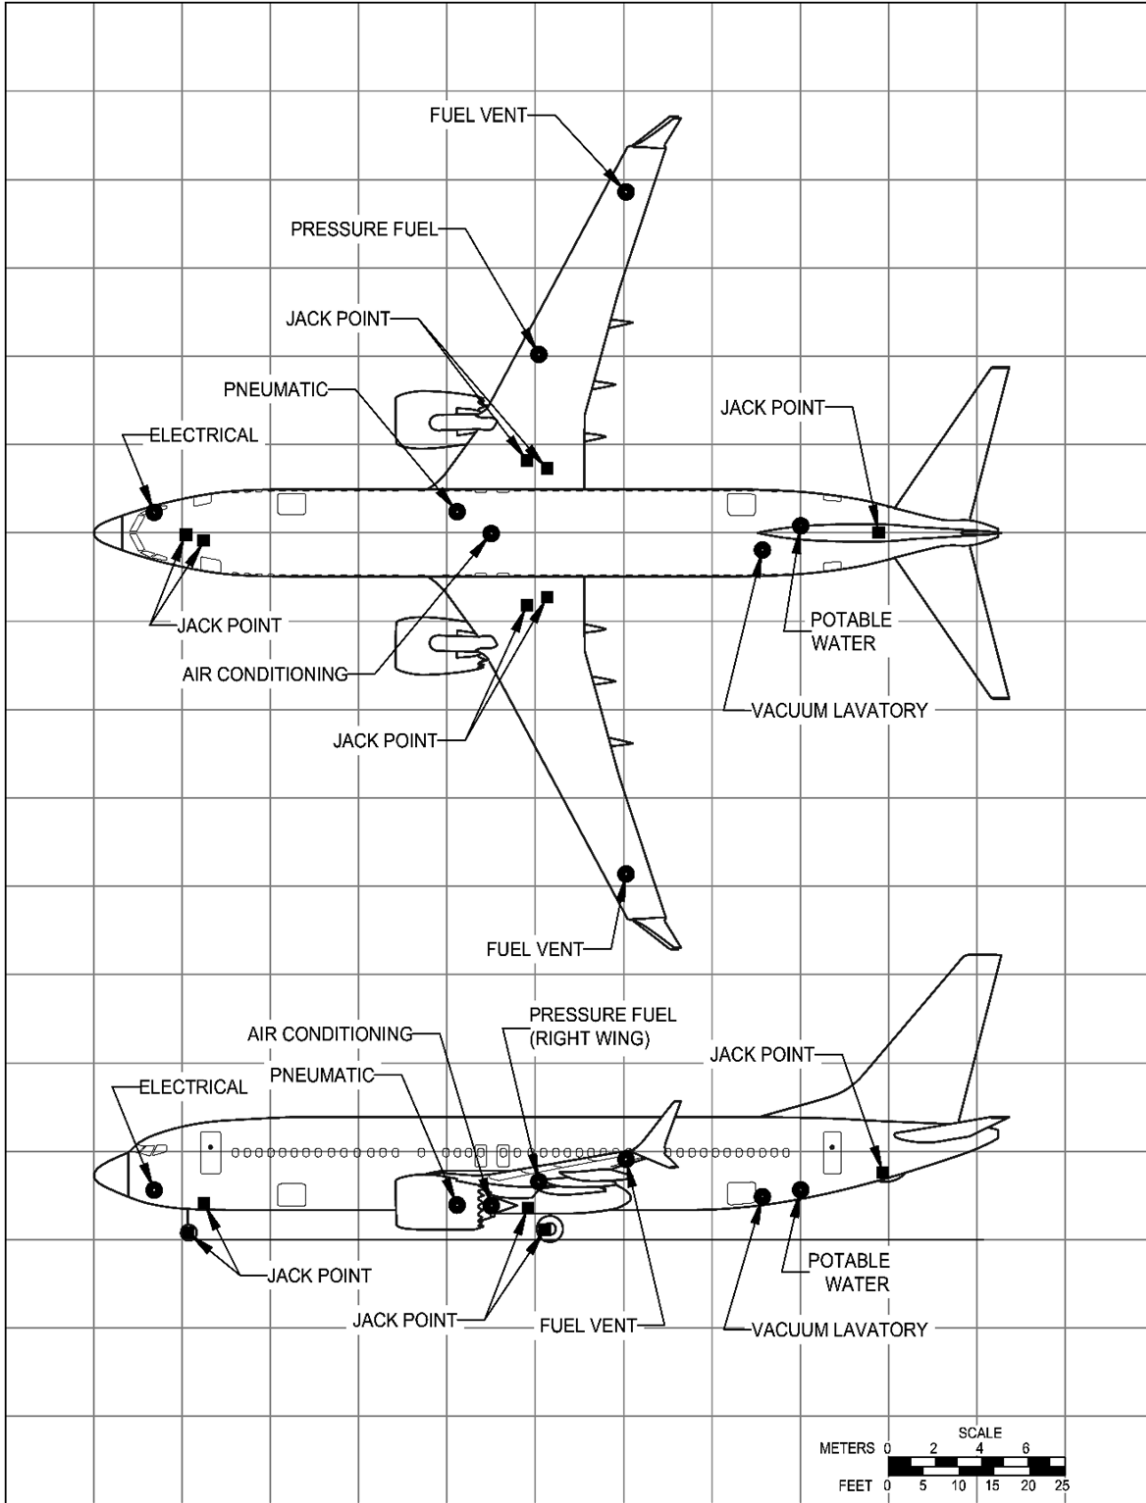 FUEL VENT
PRESSURE FUEL
JACK POINT
PNEUMATIC
JACK POINT
ELECTRICAL
JACK POINT
POTABLE
WATER
AIR CONDITIONING
VACUUM LAVATORY
JACK POINT
FUEL VENT
PRESSURE FUEL
(RIGHT WING)
AIR CONDITIONING
JACK POINT
PNEUMATIC
ELECTRICAL
POTABLE
WATER
JACK POINT
JACK POINT
FUEL VENT
VACUUM LAVATORY
SCALE
METERS 0 2 4 6
FEET 0 5 10 15 20 25